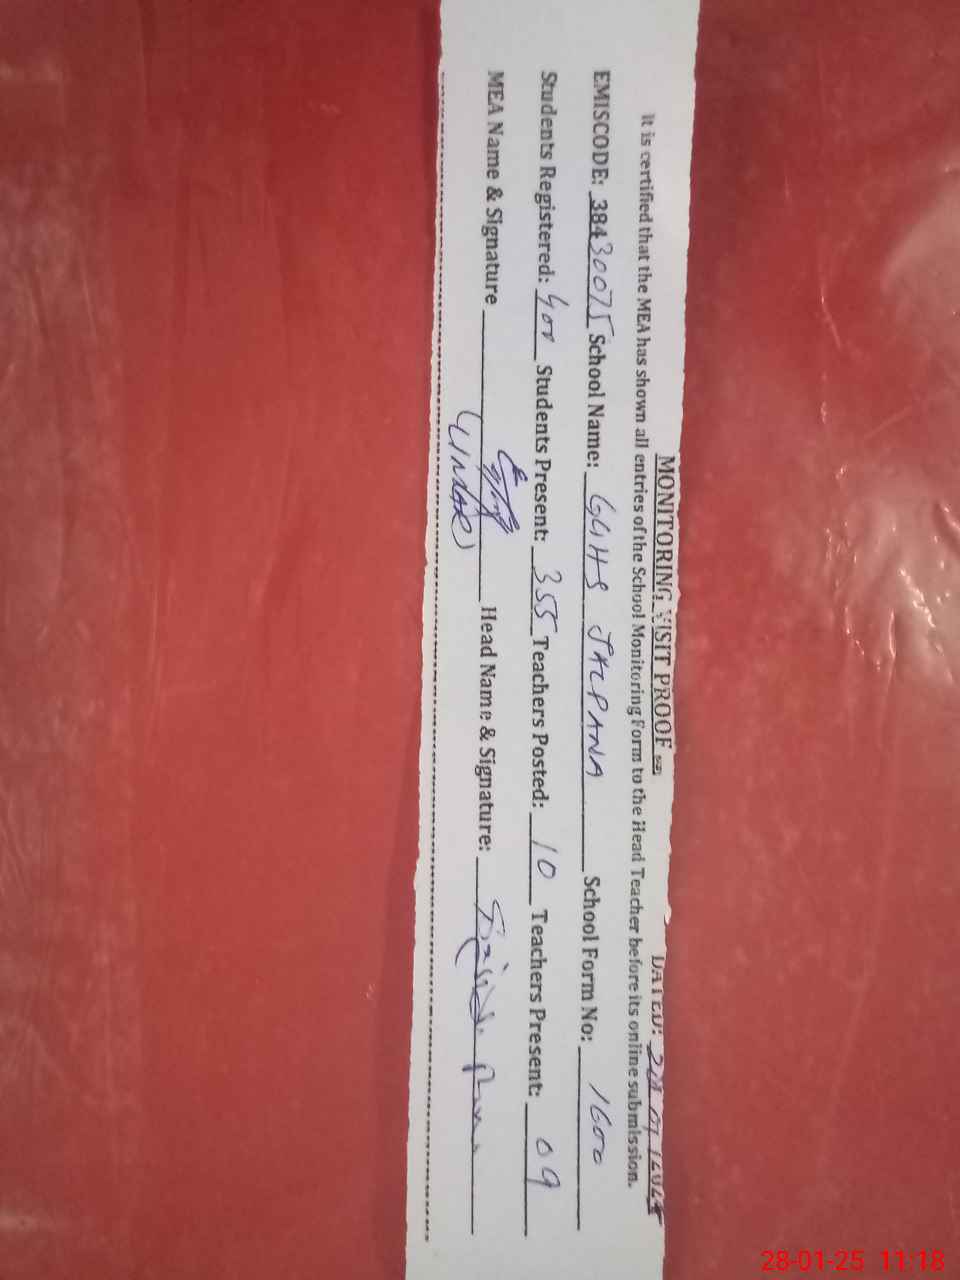 MONITORING VISIT PROOF
DATED:
It is certified that the MEA has shown all entries of the School Monitoring Form to the Head Teacher before its online submission.
EMISCODE: 38430075 School Name: GGHS JALPANA School Form No: 1600
Students Registered: 400 Students Present: 355 Teachers Posted: 10 Teachers Present: 09
MEA Name & Signature Head Name & Signature:
(UMAR)
28-01-25 11:18